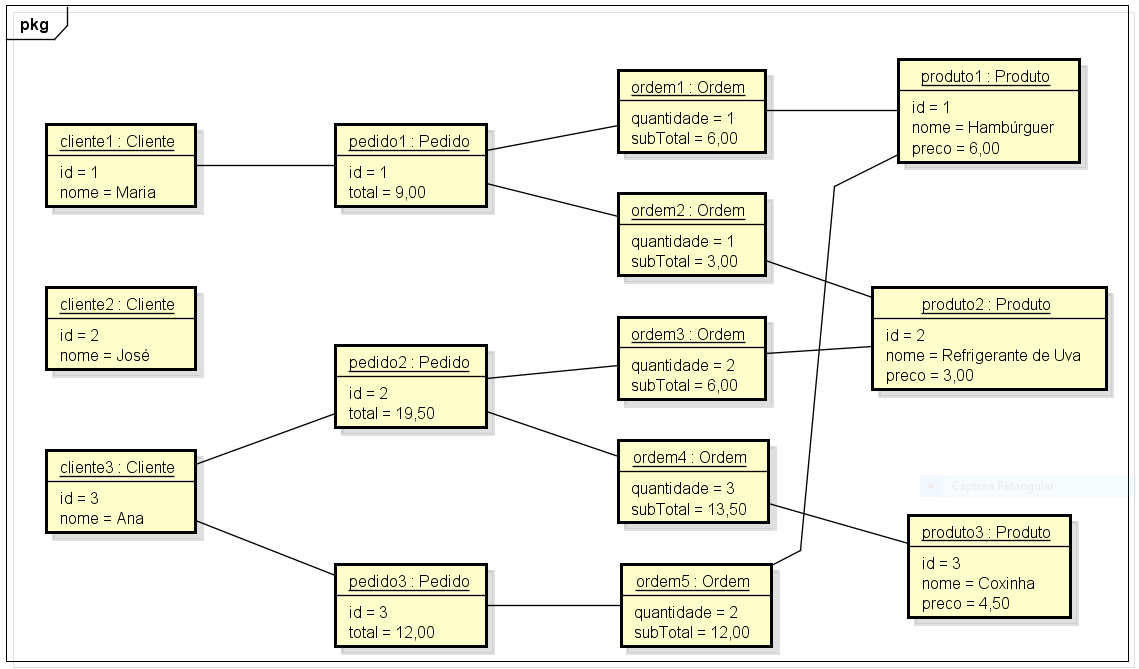 pkg
cliente1 : Cliente
id = 1
nome = Maria
cliente2 : Cliente
id = 2
nome = José
cliente3 : Cliente
id = 3
nome = Ana
pedido1 : Pedido
id = 1
total = 9,00
pedido2 : Pedido
id = 2
total = 19,50
pedido3 : Pedido
id = 3
total = 12,00
ordem1 : Ordem
quantidade = 1
subTotal = 6,00
ordem2 : Ordem
quantidade = 1
subTotal = 3,00
ordem3 : Ordem
quantidade = 2
subTotal = 6,00
ordem4 : Ordem
quantidade = 3
subTotal = 13,50
ordem5 : Ordem
quantidade = 2
subTotal = 12,00
produto1 : Produto
id = 1
nome = Hambúrguer
preco = 6,00
produto2 : Produto
id = 2
nome = Refrigerante de Uva
preco = 3,00
Captura Retangular
produto3 : Produto
id = 3
nome = Coxinha
preco = 4,50